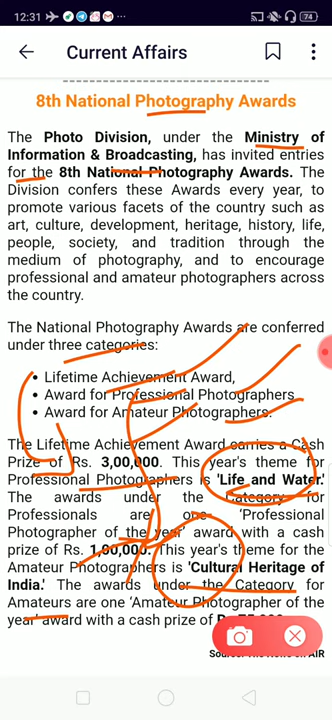 12:31
74
Current Affairs
8th National Photography Awards
The Photo Division, under the Ministry of
Information & Broadcasting, has invited entries
for the 8th National Photography Awards. The
Division confers these Awards every year, to
promote various facets of the country such as
art, culture, development, heritage, history, life,
people, society, and tradition through the
medium of photography, and to encourage
professional and amateur photographers across
the country.
The National Photography Awards are conferred
under three categories:
• Lifetime Achievement Award,
• Award for Professional Photographers
• Award for Amateur Photographers.
The Lifetime Achievement Award carries a Cash
Prize of Rs. 3,00,000. This year's theme for
Professional Photographers is 'Life and Water.'
The awards under the Category for
Professionals are one 'Professional
Photographer of the year' award with a cash
prize of Rs. 1,00,000. This year's theme for the
Amateur Photographers is 'Cultural Heritage of
India.' The awards under the Category for
Amateurs are one 'Amateur Photographer of the
year' award with a cash prize of